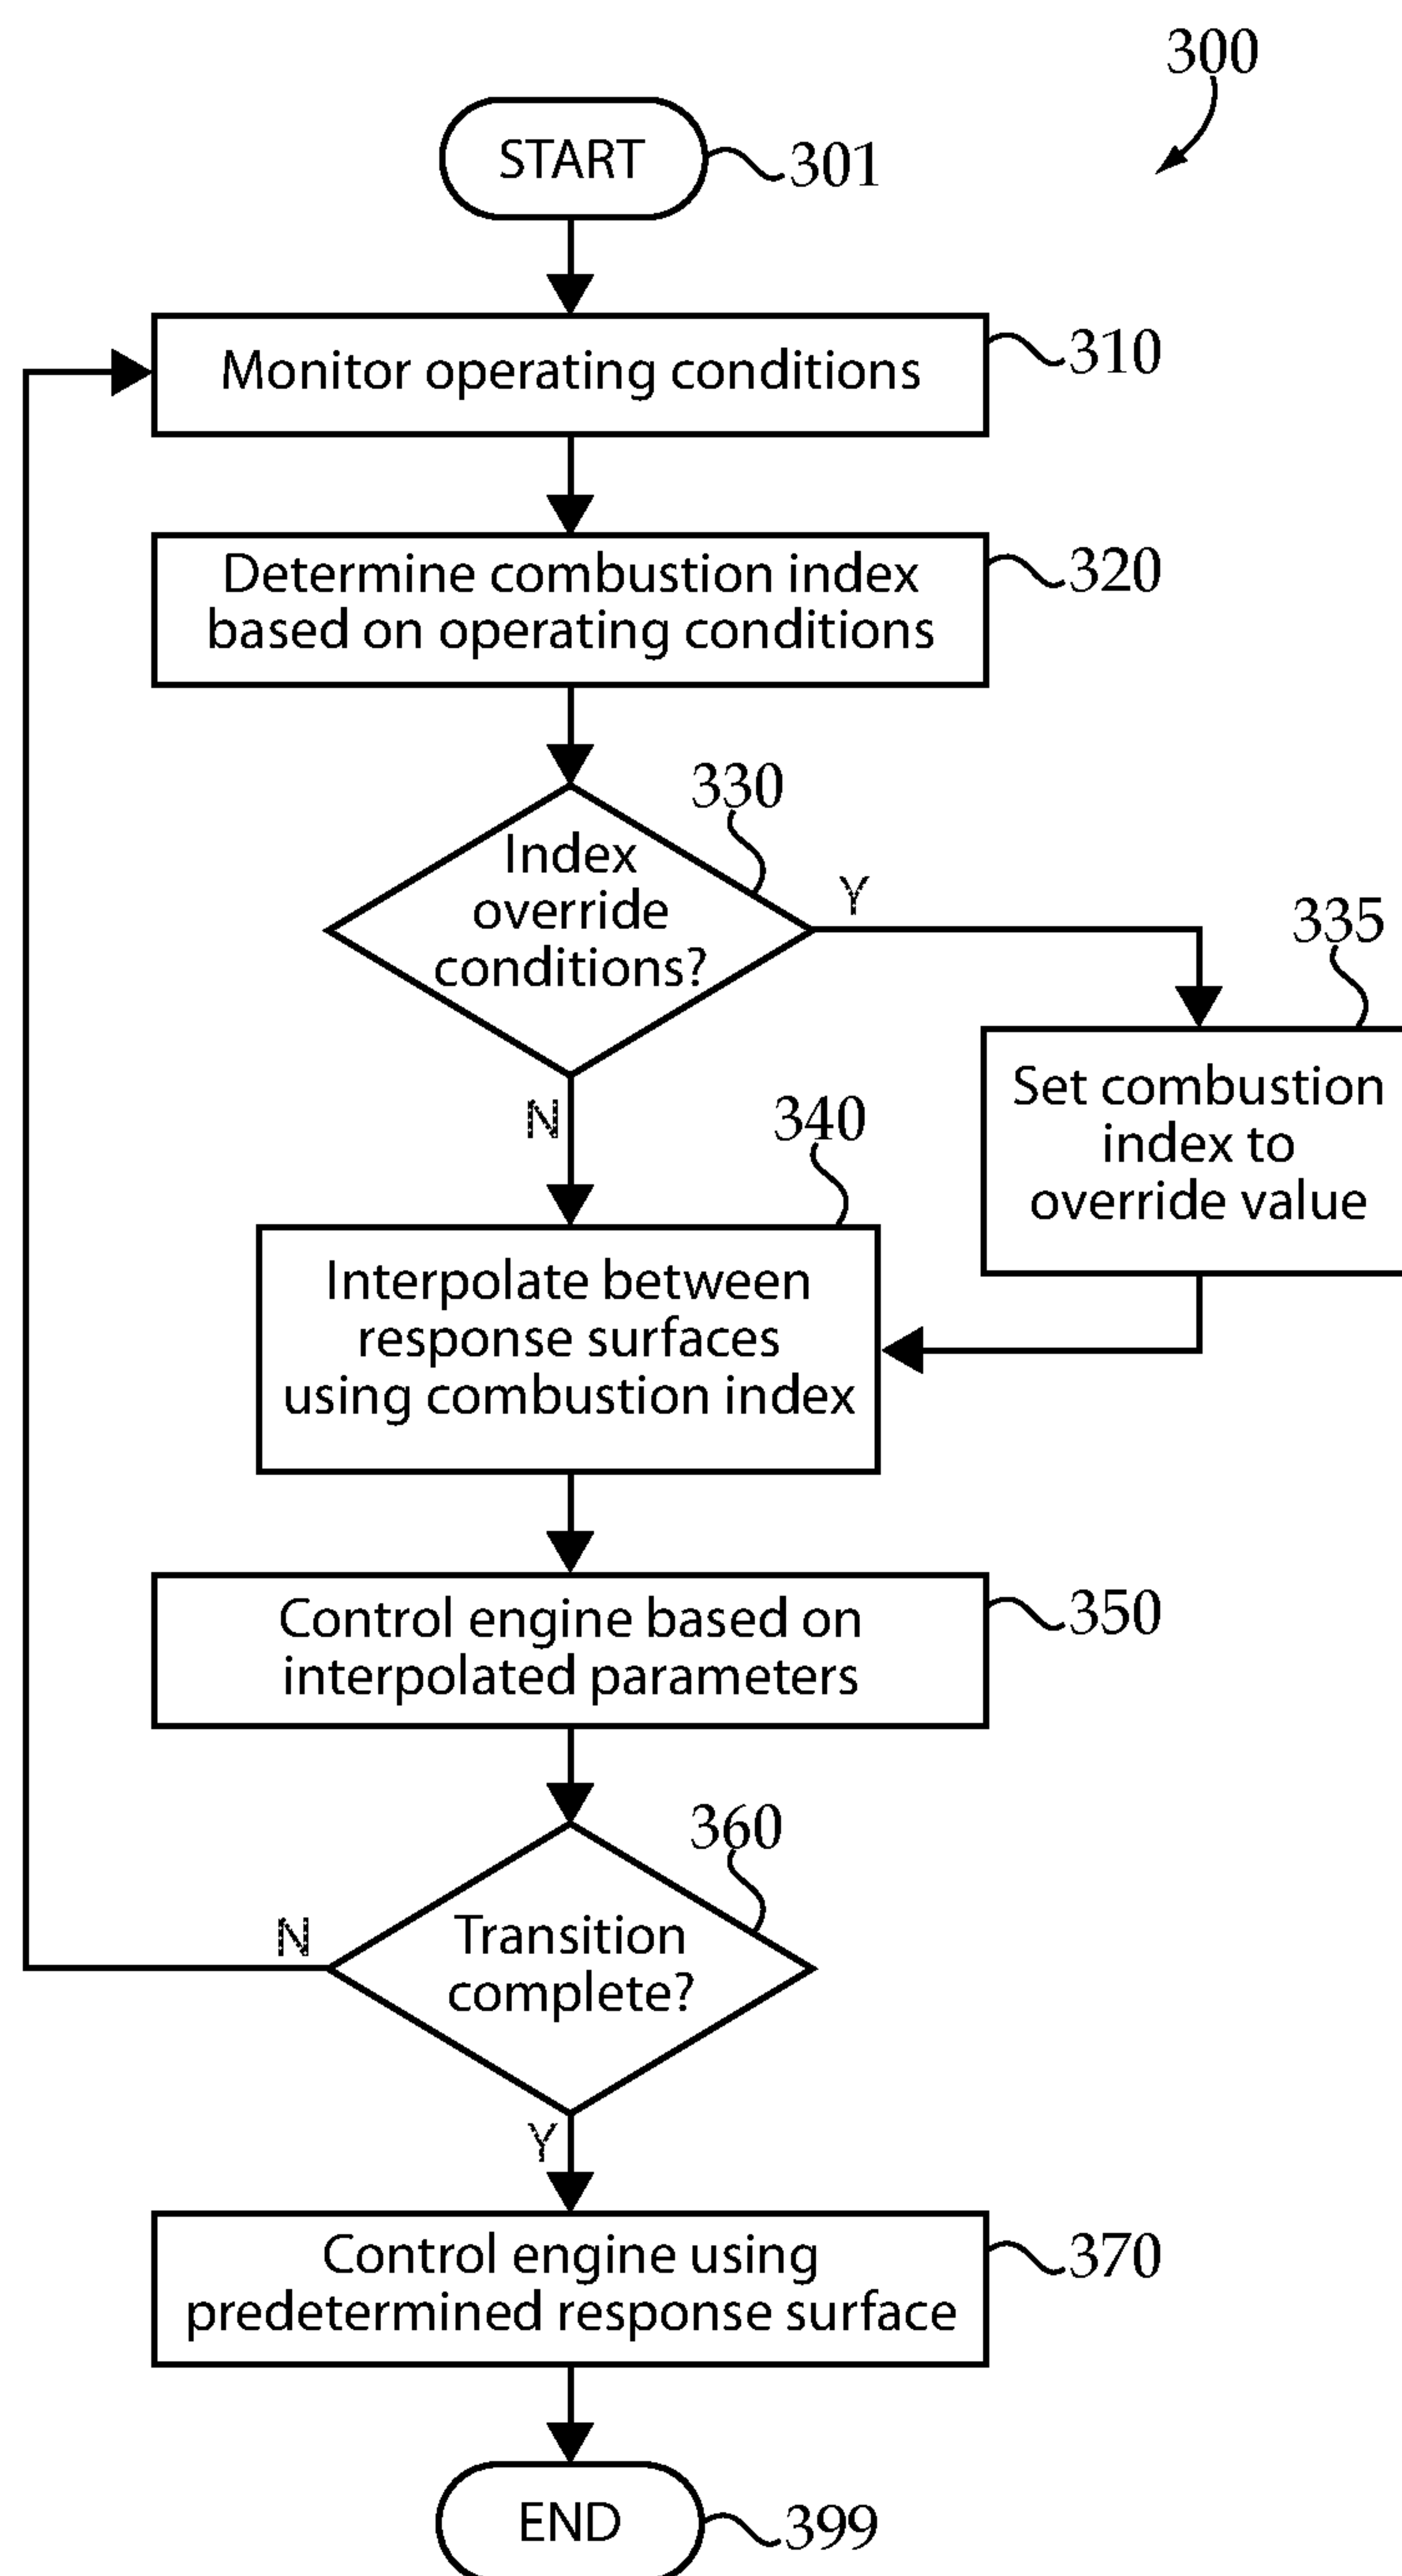 300
START
301
Monitor operating conditions
310
Determine combustion index
based on operating conditions
320
330
Index
override
conditions?
Y
335
Set combustion
index to
override value
N
340
Interpolate between
response surfaces
using combustion index
Control engine based on
interpolated parameters
350
360
Transition
complete?
N
Y
Control engine using
predetermined response surface
370
END
399